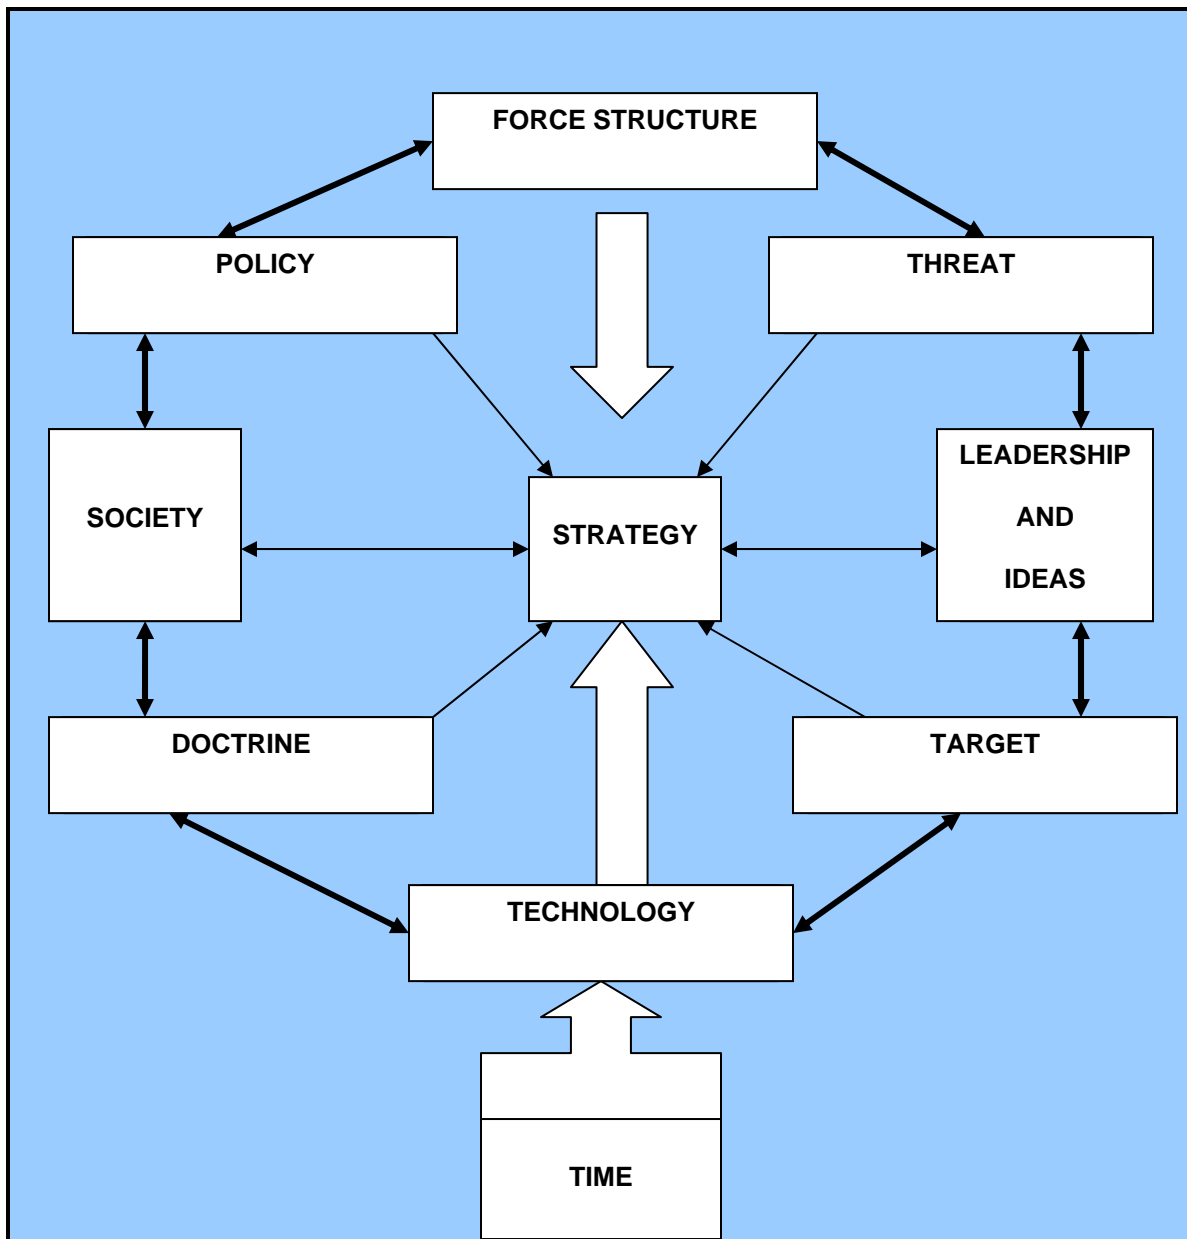 FORCE STRUCTURE
POLICY
THREAT
SOCIETY
STRATEGY
LEADERSHIP
AND
IDEAS
DOCTRINE
TARGET
TECHNOLOGY
TIME